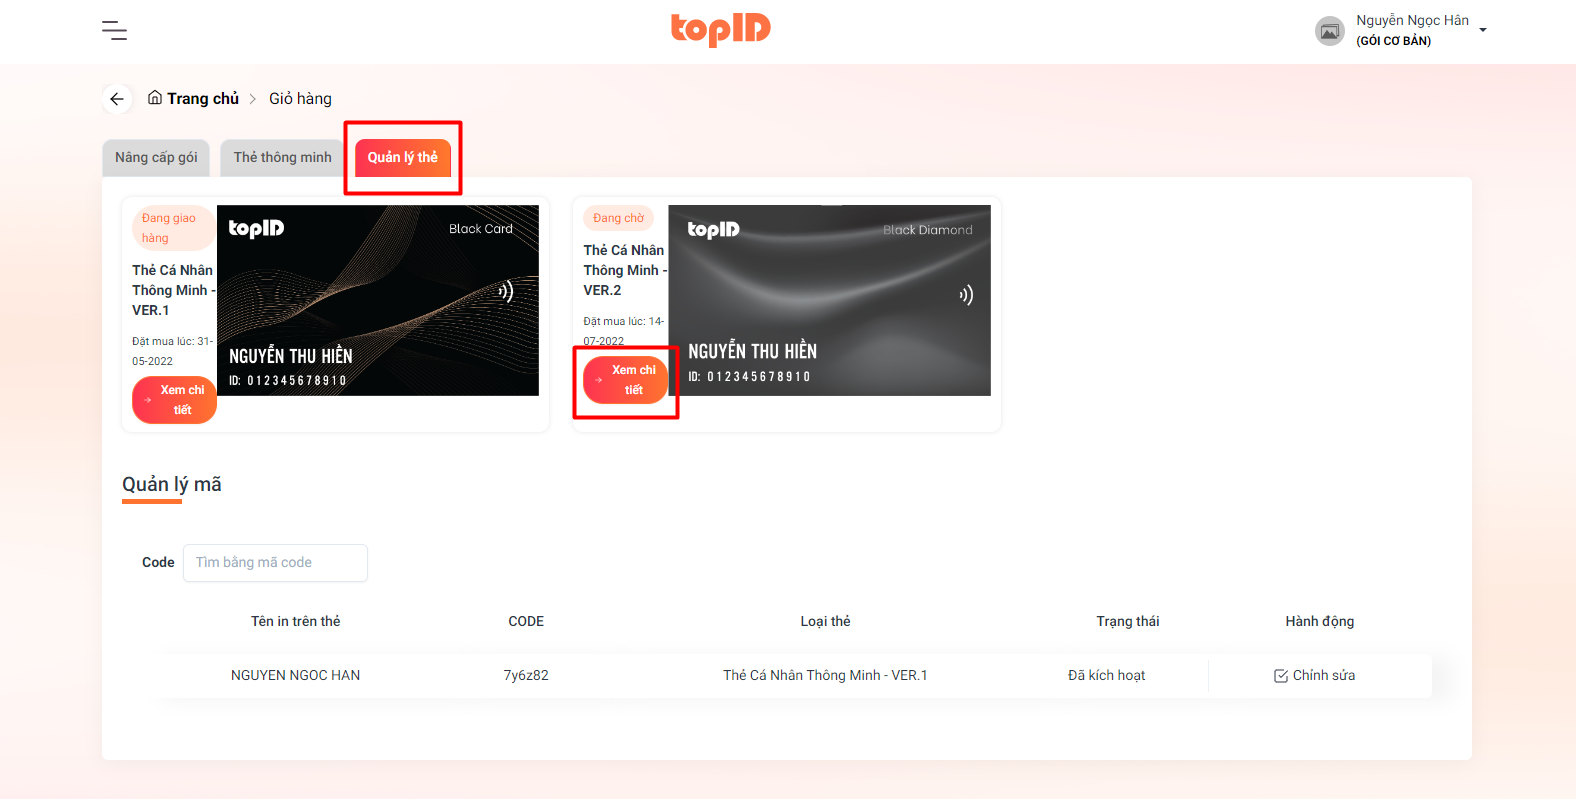 topID
Nguyễn Ngọc Hân
(GÓI CƠ BẢN)
Trang chủ > Giỏ hàng
Nâng cấp gói
Thẻ thông minh
Quản lý thẻ
Đang giao
hàng
Thẻ Cá Nhân
Thông Minh -
VER.1
Đặt mua lúc: 31-
05-2022
Xem chi
tiết
topID
Black Card
NGUYỄN THU HIỀN
ID: 012345678910
Đang chờ
Thẻ Cá Nhân
Thông Minh -
VER.2
Đặt mua lúc: 14-
07-2022
Xem chi
tiết
topID
Black Diamond
NGUYỄN THU HIỀN
ID: 012345678910
Quản lý mã
Code
Tìm bằng mã code
Tên in trên thẻ CODE Loại thẻ Trạng thái Hành động
NGUYEN NGOC HAN 7y6z82 Thẻ Cá Nhân Thông Minh - VER.1 Đã kích hoạt Chỉnh sửa